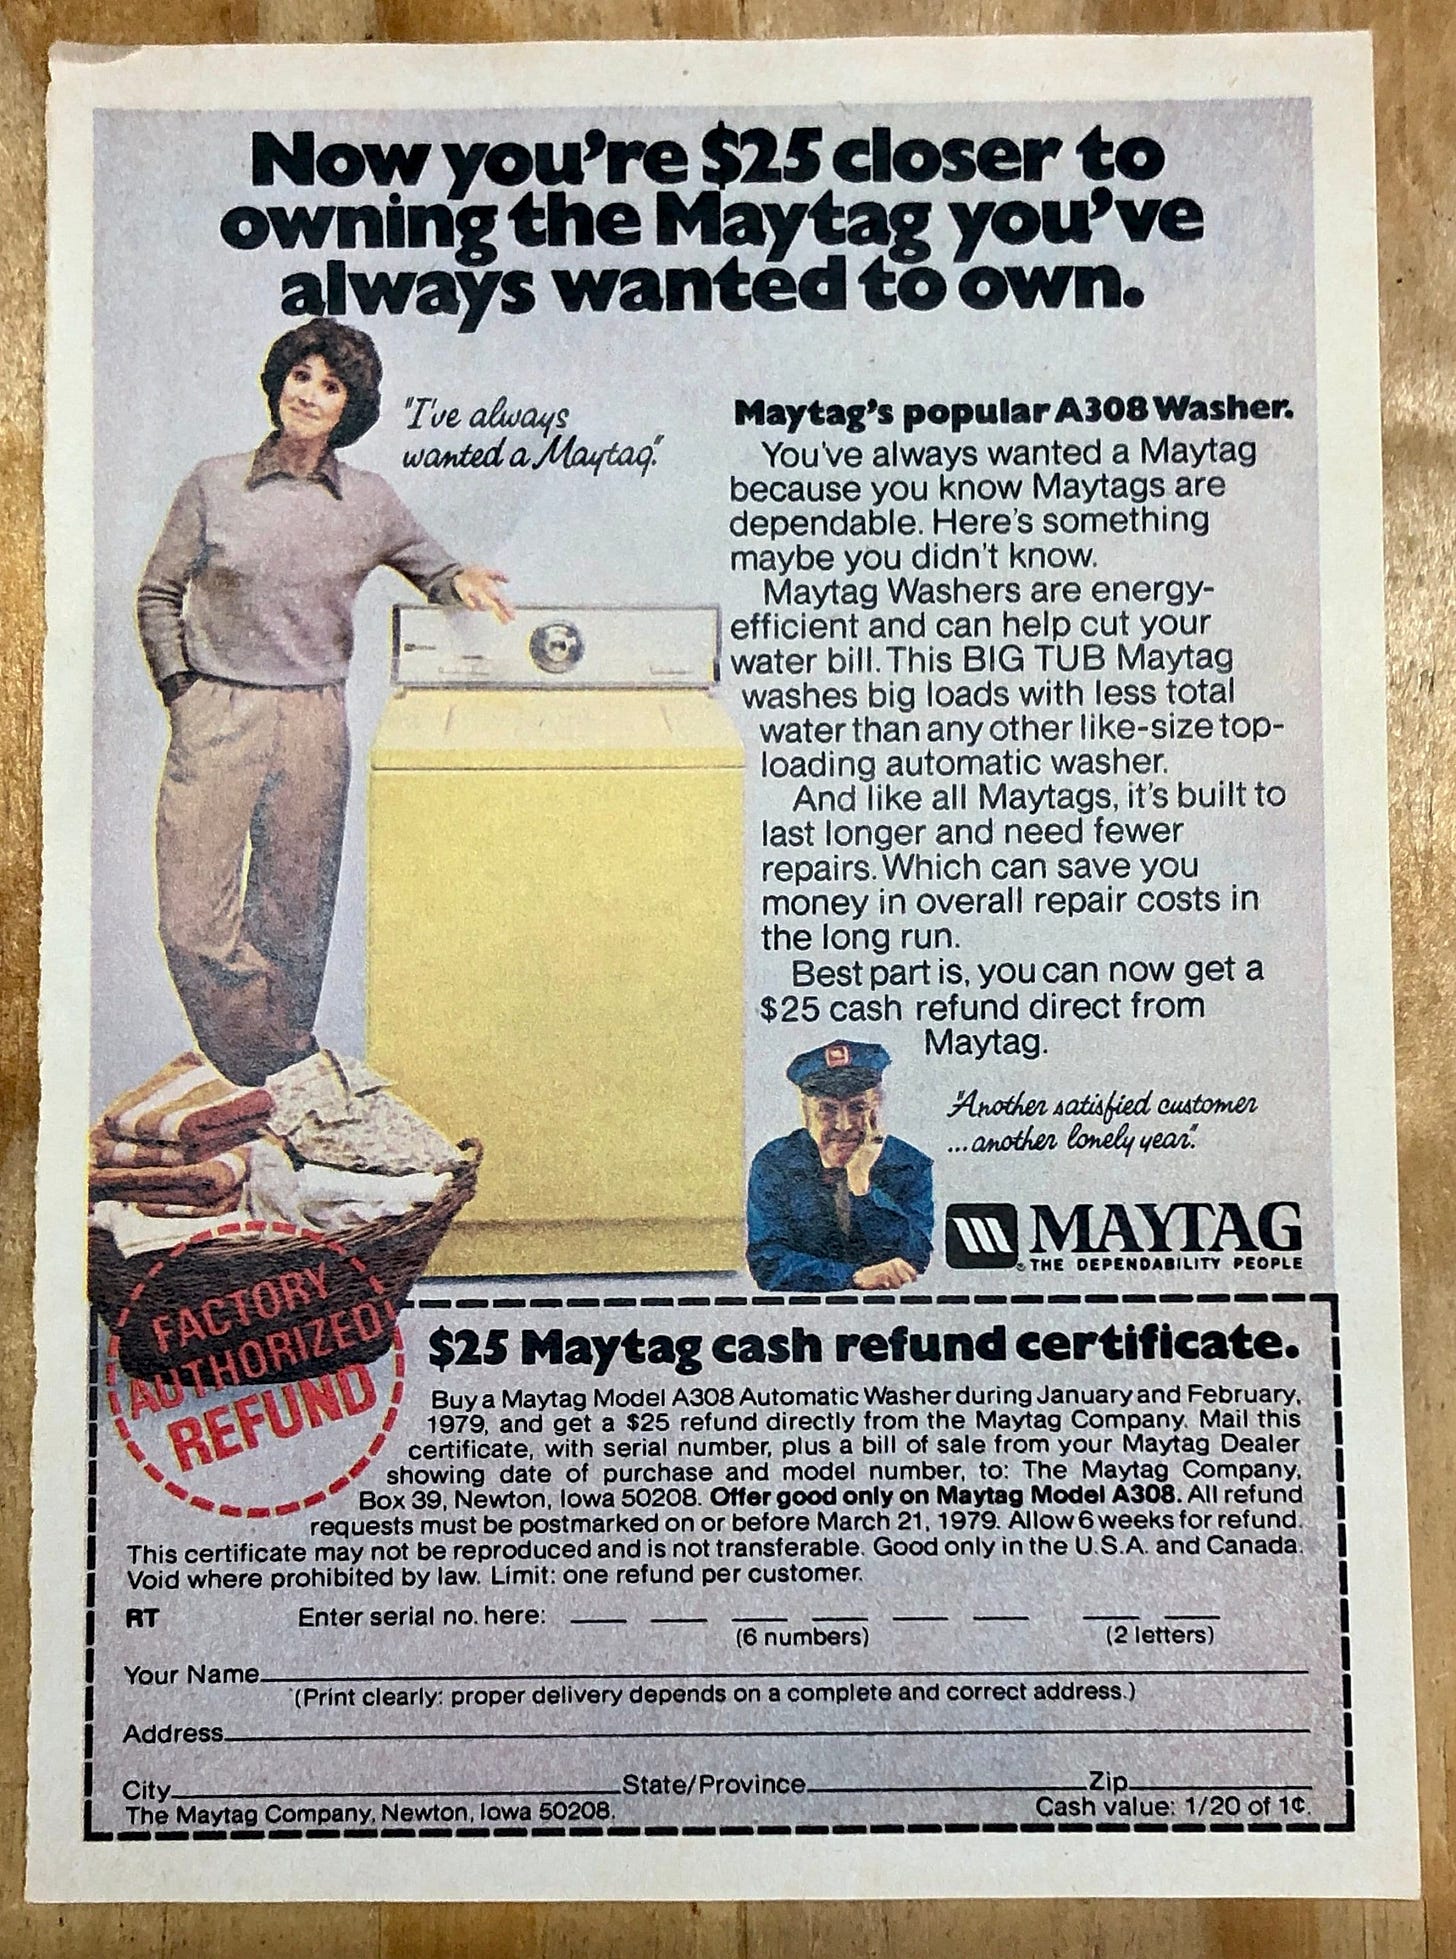 Now you're $25 closer to
owning the Maytag you've
always wanted to own.
"I've always
wanted a Maytag."
Maytag's popular A308 Washer.
You've always wanted a Maytag
because you know Maytags are
dependable. Here's something
maybe you didn't know.
Maytag Washers are energy-
efficient and can help cut your
water bill. This BIG TUB Maytag
washes big loads with less total
water than any other like-size top-
loading automatic washer.
And like all Maytags, it's built to
last longer and need fewer
repairs. Which can save you
money in overall repair costs in
the long run.
Best part is, you can now get a
$25 cash refund direct from
Maytag.
"Another satisfied customer
...another lonely year."
MAYTAG
® THE DEPENDABILITY PEOPLE
FACTORY
AUTHORIZED
REFUND
$25 Maytag cash refund certificate.
Buy a Maytag Model A308 Automatic Washer during January and February,
1979, and get a $25 refund directly from the Maytag Company. Mail this
certificate, with serial number, plus a bill of sale from your Maytag Dealer
showing date of purchase and model number, to: The Maytag Company,
Box 39, Newton, Iowa 50208. Offer good only on Maytag Model A308. All refund
requests must be postmarked on or before March 21, 1979. Allow 6 weeks for refund.
This certificate may not be reproduced and is not transferable. Good only in the U.S.A. and Canada.
Void where prohibited by law. Limit: one refund per customer.
RT Enter serial no. here:
(6 numbers) (2 letters)
Your Name
(Print clearly: proper delivery depends on a complete and correct address.)
Address
City State/Province Zip
The Maytag Company, Newton, Iowa 50208. Cash value: 1/20 of 1¢.